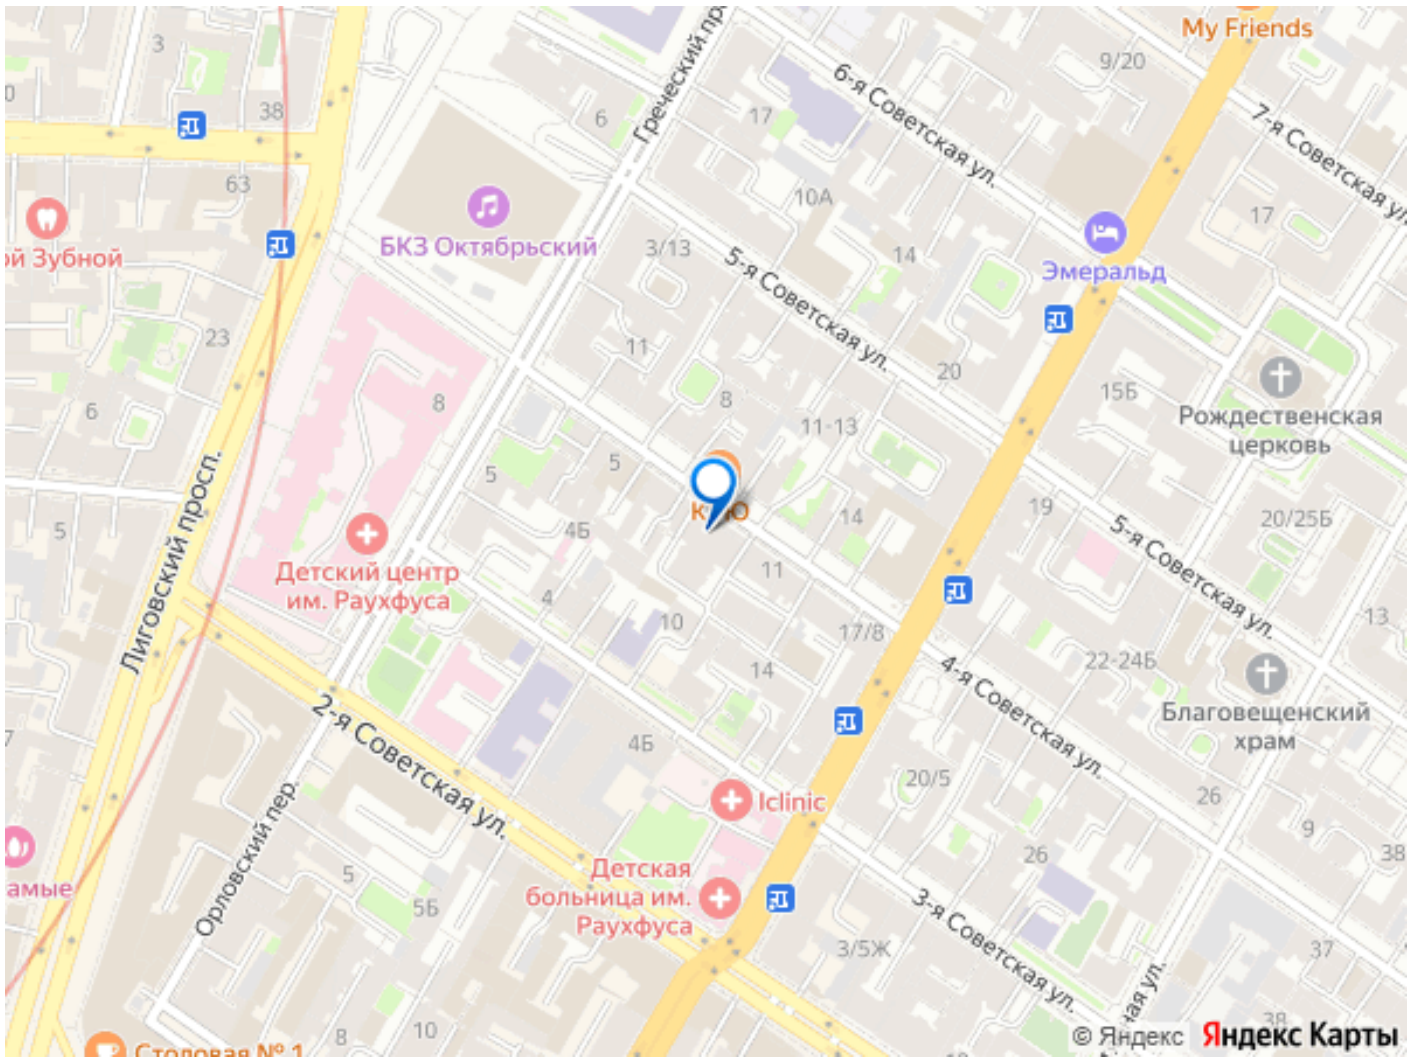 My Friends
3
9/20
6-я Советская ул.
38
6
17
7-я Советская ул.
Греческий
63
10А
17
БКЗ Октябрьский
3/13
14
ой Зубной
5-я Советская ул.
Эмеральд
23
11
20
15Б
6
8
8
11-13
Рождественская
церковь
5
5
Лиговский просп.
19
5
4Б
14
20/25Б
5-я Советская ул.
Детский центр
им. Раухфуса
11
4
10
17/8
13
14
22-24Б
4-я Советская ул.
7
2-я Советская ул.
Благовещенский
храм
4Б
20/5
26
Iclinic
Орловский пер.
9
38
26
амые
5
Детская
больница им.
Раухфуса
5Б
3-я Советская ул.
3/5Ж
37
ная ул.
8
10
38
© Яндекс Яндекс Карты
Столовая № 1